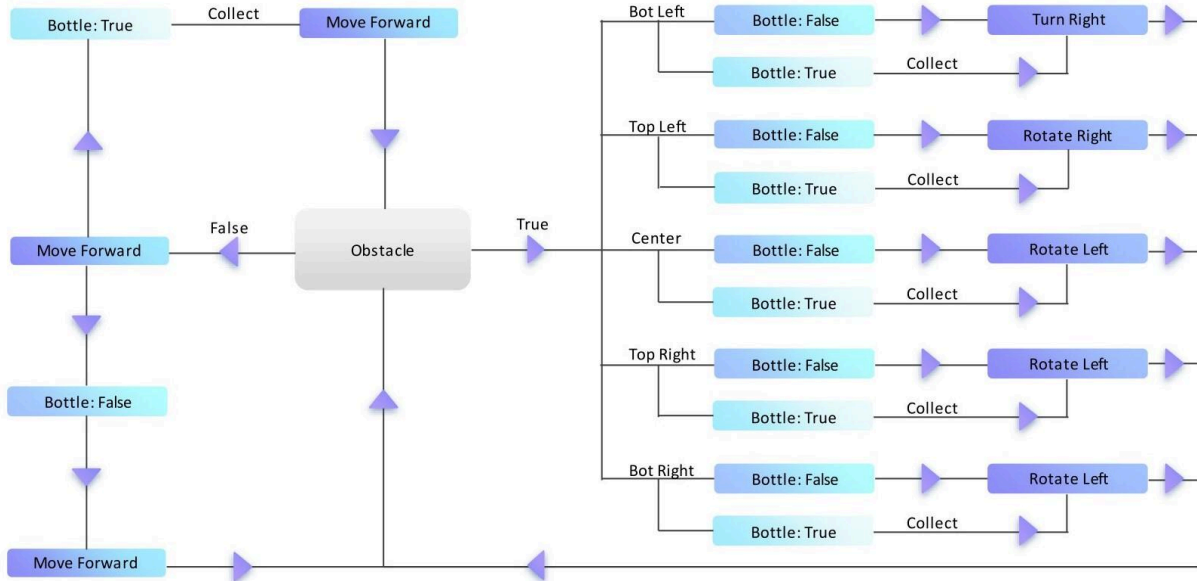 Bottle: True
Collect
Move Forward
Bot Left
Bottle: False
Turn Right
Bottle: True
Collect
Top Left
Bottle: False
Rotate Right
Bottle: True
Collect
False
True
Move Forward
Obstacle
Center
Bottle: False
Rotate Left
Bottle: True
Collect
Top Right
Bottle: False
Rotate Left
Bottle: False
Bottle: True
Collect
Bot Right
Bottle: False
Rotate Left
Bottle: True
Collect
Move Forward